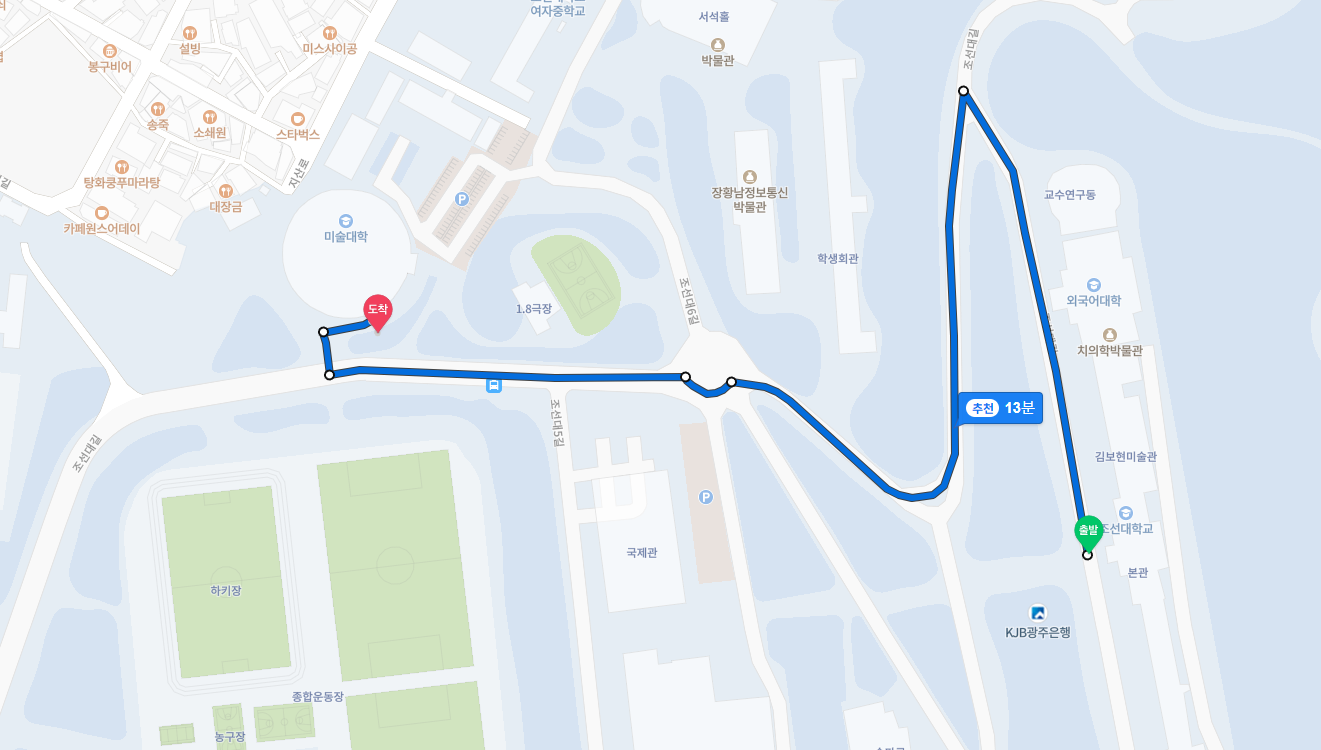 여자중학교
서석홀
설빙
미스사이공
박물관
봉구비어
조선대길
송죽
소쇄원
스타벅스
지산로
탕화쿵푸마라탕
P
장황남정보통신
박물관
교수연구동
대장금
카페원스어데이
미술대학
학생회관
조선대6길
외국어대학
도착
1.8극장
치의학박물관
추천 13분
조선대5길
조선대길
김보현미술관
P
출발
조선대학교
국제관
본관
하키장
KJB광주은행
종합운동장
농구장